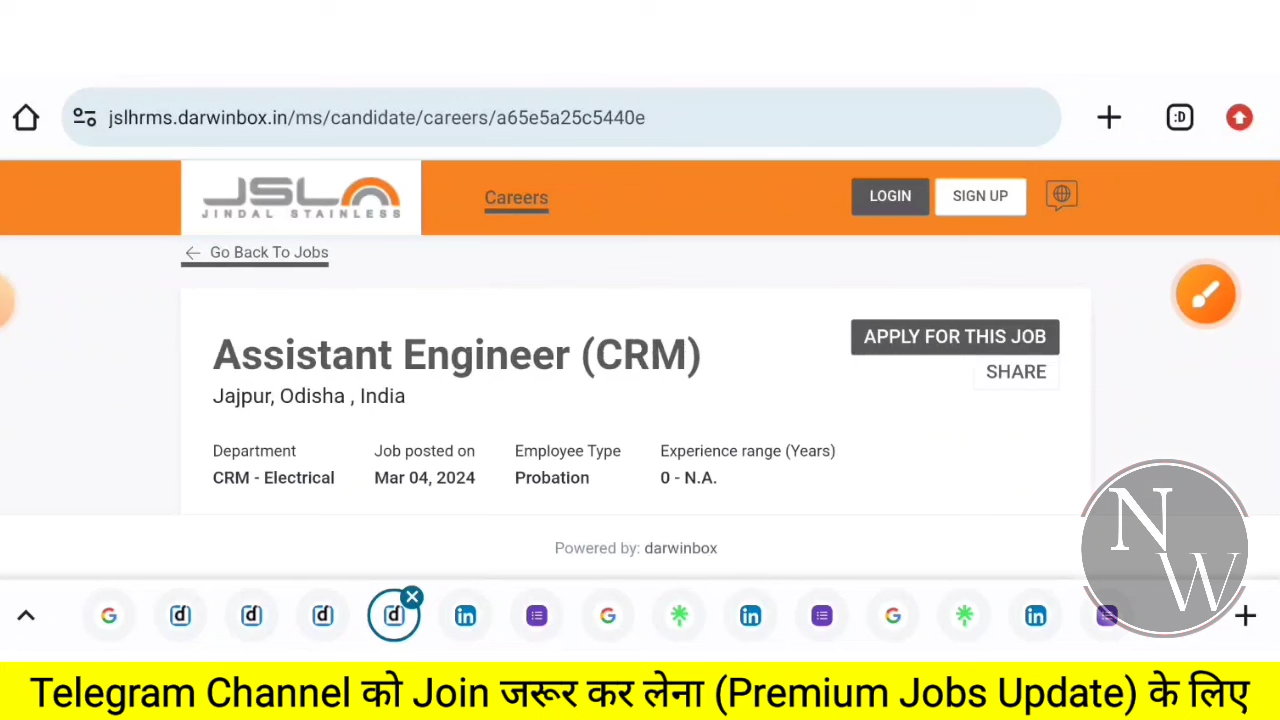 :D
jslhrms.darwinbox.in/ms/candidate/careers/a65e5a25c5440e
JSL
JINDAL STAINLESS
Careers
LOGIN
SIGN UP
Go Back To Jobs
Assistant Engineer (CRM)
APPLY FOR THIS JOB
SHARE
Jajpur, Odisha , India
Department Job posted on Employee Type Experience range (Years)
CRM - Electrical Mar 04, 2024 Probation 0 - N.A.
NW
Powered by: darwinbox
Telegram Channel को Join जरूर कर लेना (Premium Jobs Update) के लिए